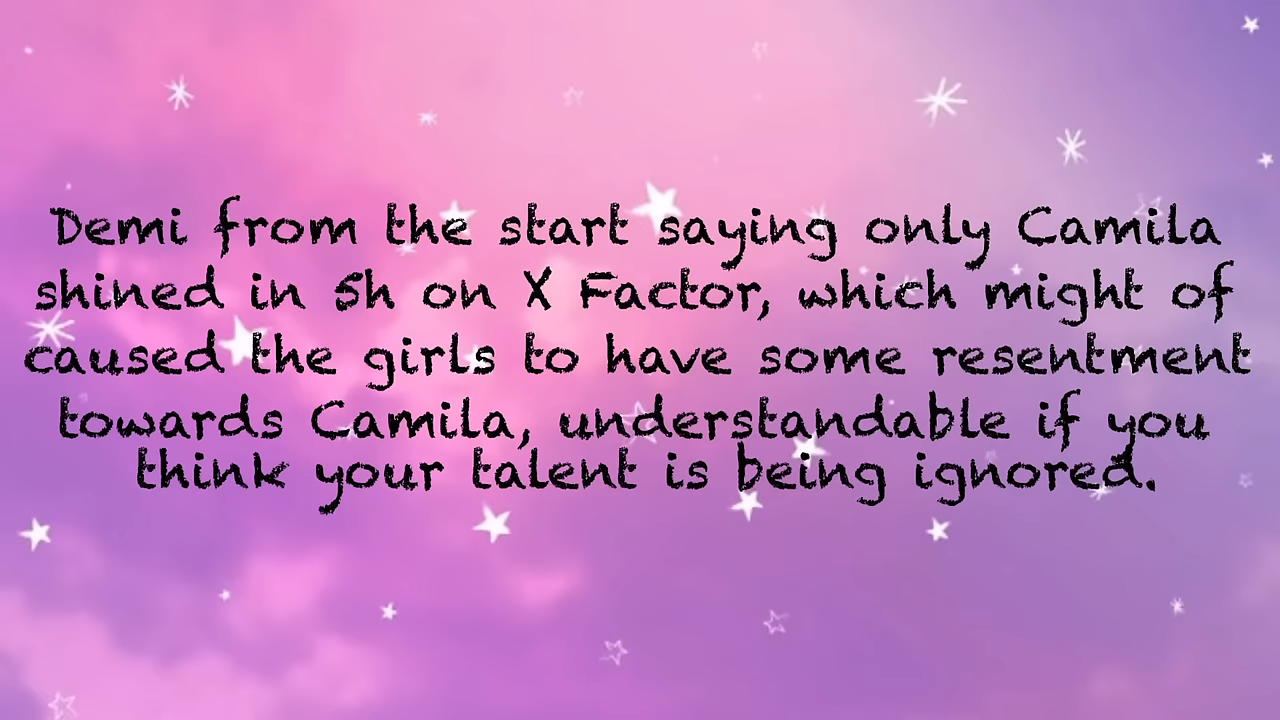 Demi from the start saying only Camila
shined in 5h on X Factor, which might of
caused the girls to have some resentment
towards Camila, understandable if you
think your talent is being ignored.